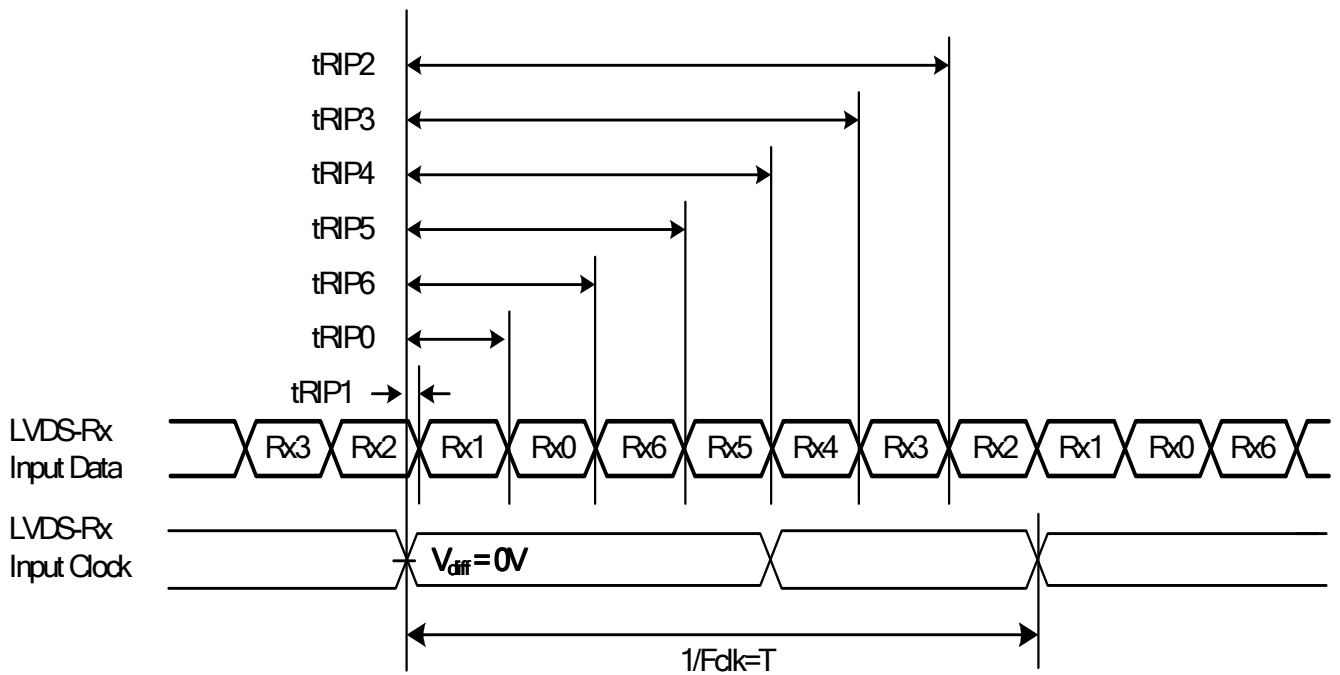 tRIP2
tRIP3
tRIP4
tRIP5
tRIP6
tRIP0
tRIP1
LVDS-Rx
Input Data
Rx3 Rx2 Rx1 Rx0 Rx6 Rx5 Rx4 Rx3 Rx2 Rx1 Rx0 Rx6
LVDS-Rx
Input Clock
Vdiff = 0V
1/Fclk=T